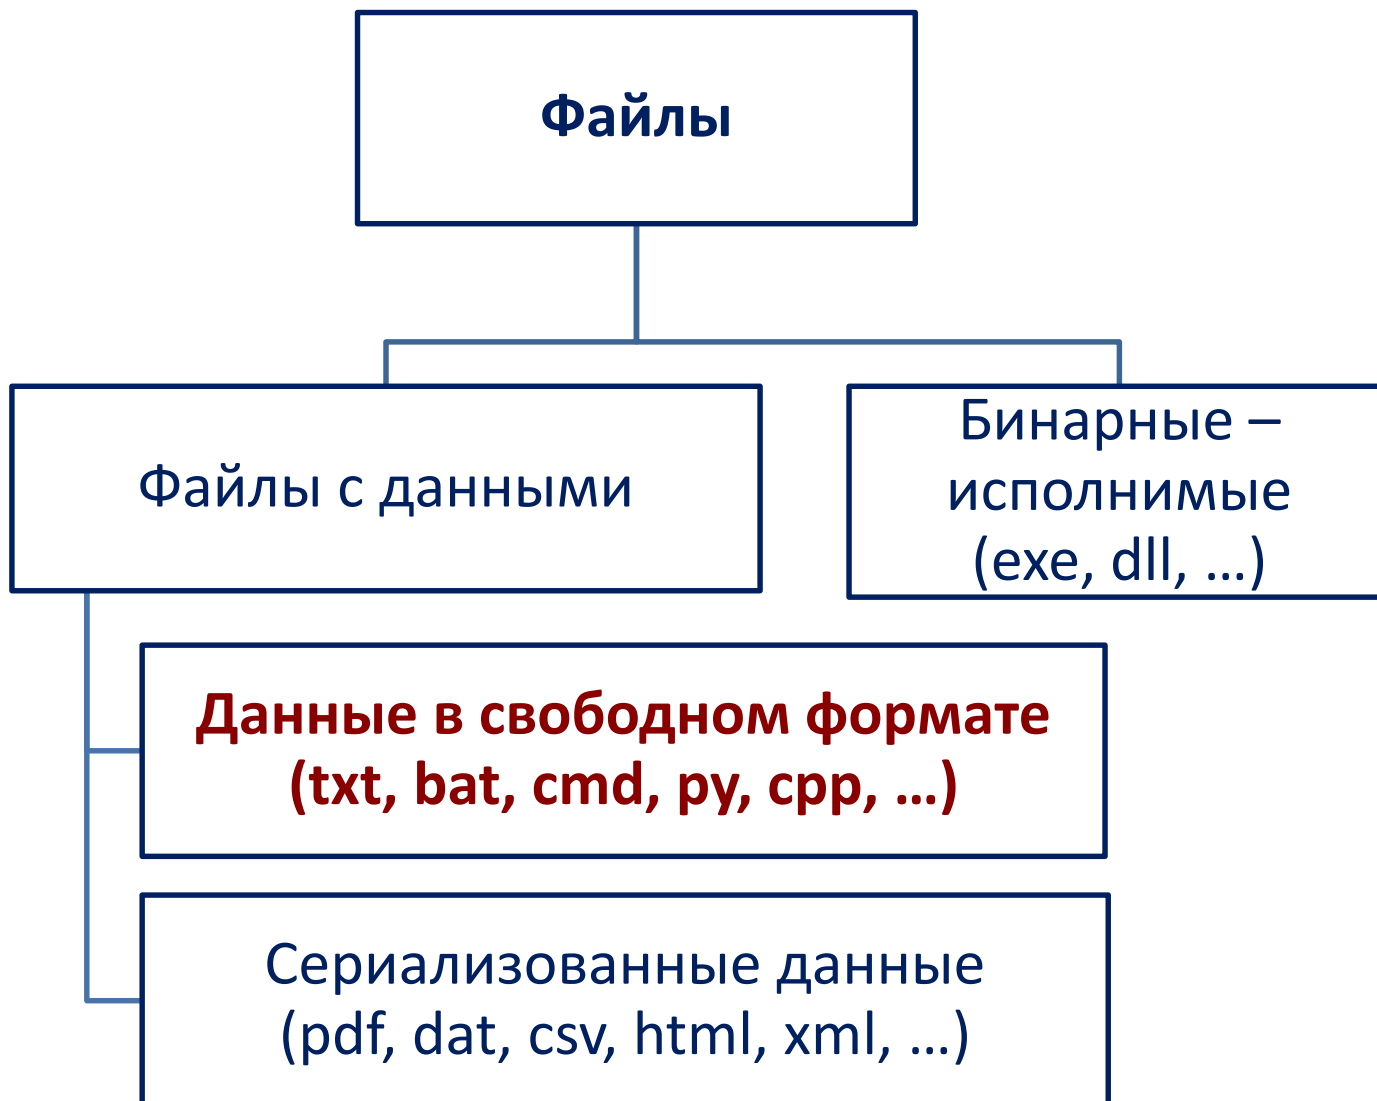 Файлы
Файлы с данными
Бинарные –
исполнимые
(exe, dll, …)
Данные в свободном формате
(txt, bat, cmd, py, cpp, …)
Сериализованные данные
(pdf, dat, csv, html, xml, …)